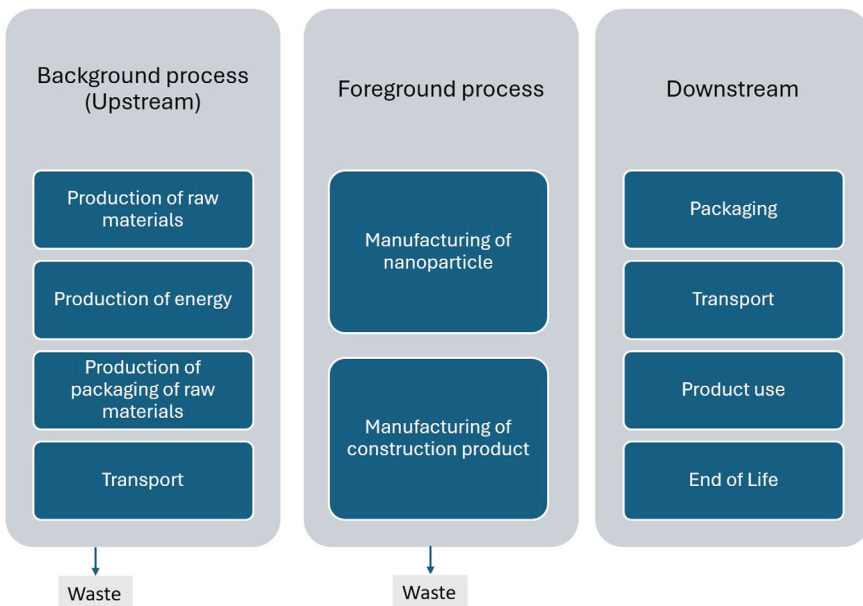 Background process
(Upstream)
Production of raw
materials
Production of energy
Production of
packaging of raw
materials
Transport
Waste
Foreground process
Manufacturing of
nanoparticle
Manufacturing of
construction product
Waste
Downstream
Packaging
Transport
Product use
End of Life